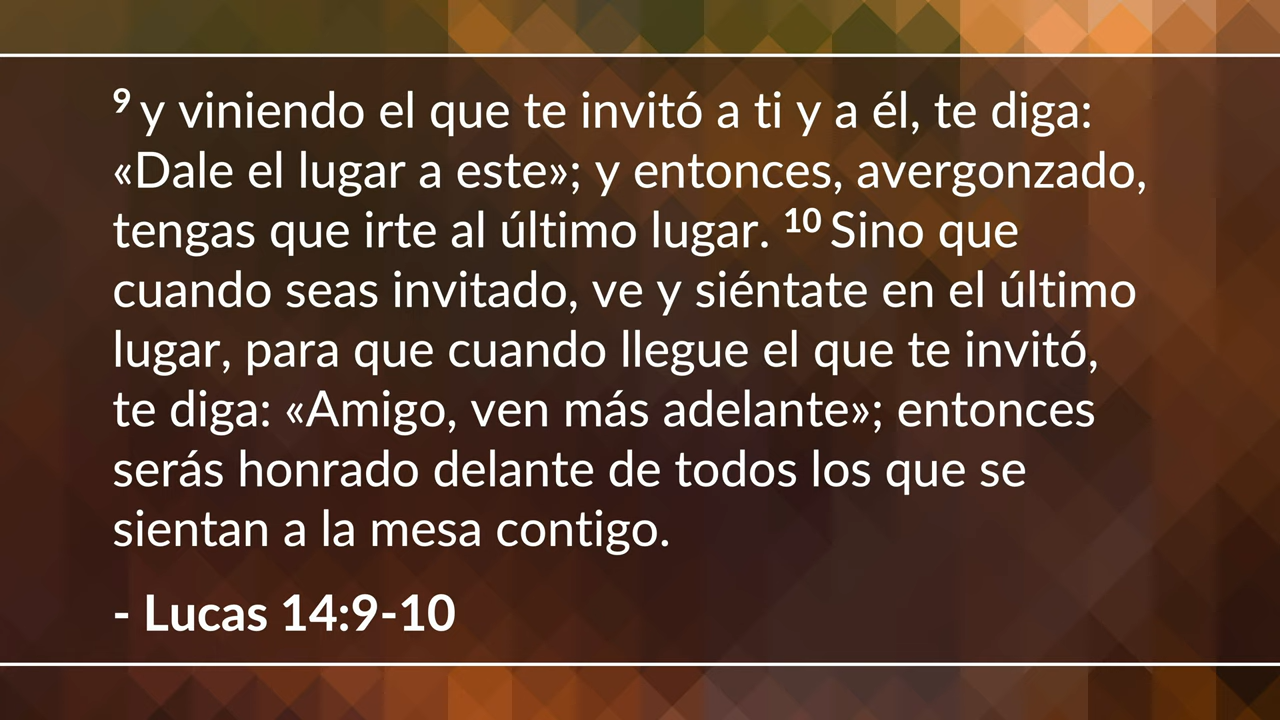 9 y viniendo el que te invitó a ti y a él, te diga:
«Dale el lugar a este»; y entonces, avergonzado,
tengas que irte al último lugar. 10 Sino que
cuando seas invitado, ve y siéntate en el último
lugar, para que cuando llegue el que te invitó,
te diga: «Amigo, ven más adelante»; entonces
serás honrado delante de todos los que se
sientan a la mesa contigo.
- Lucas 14:9-10